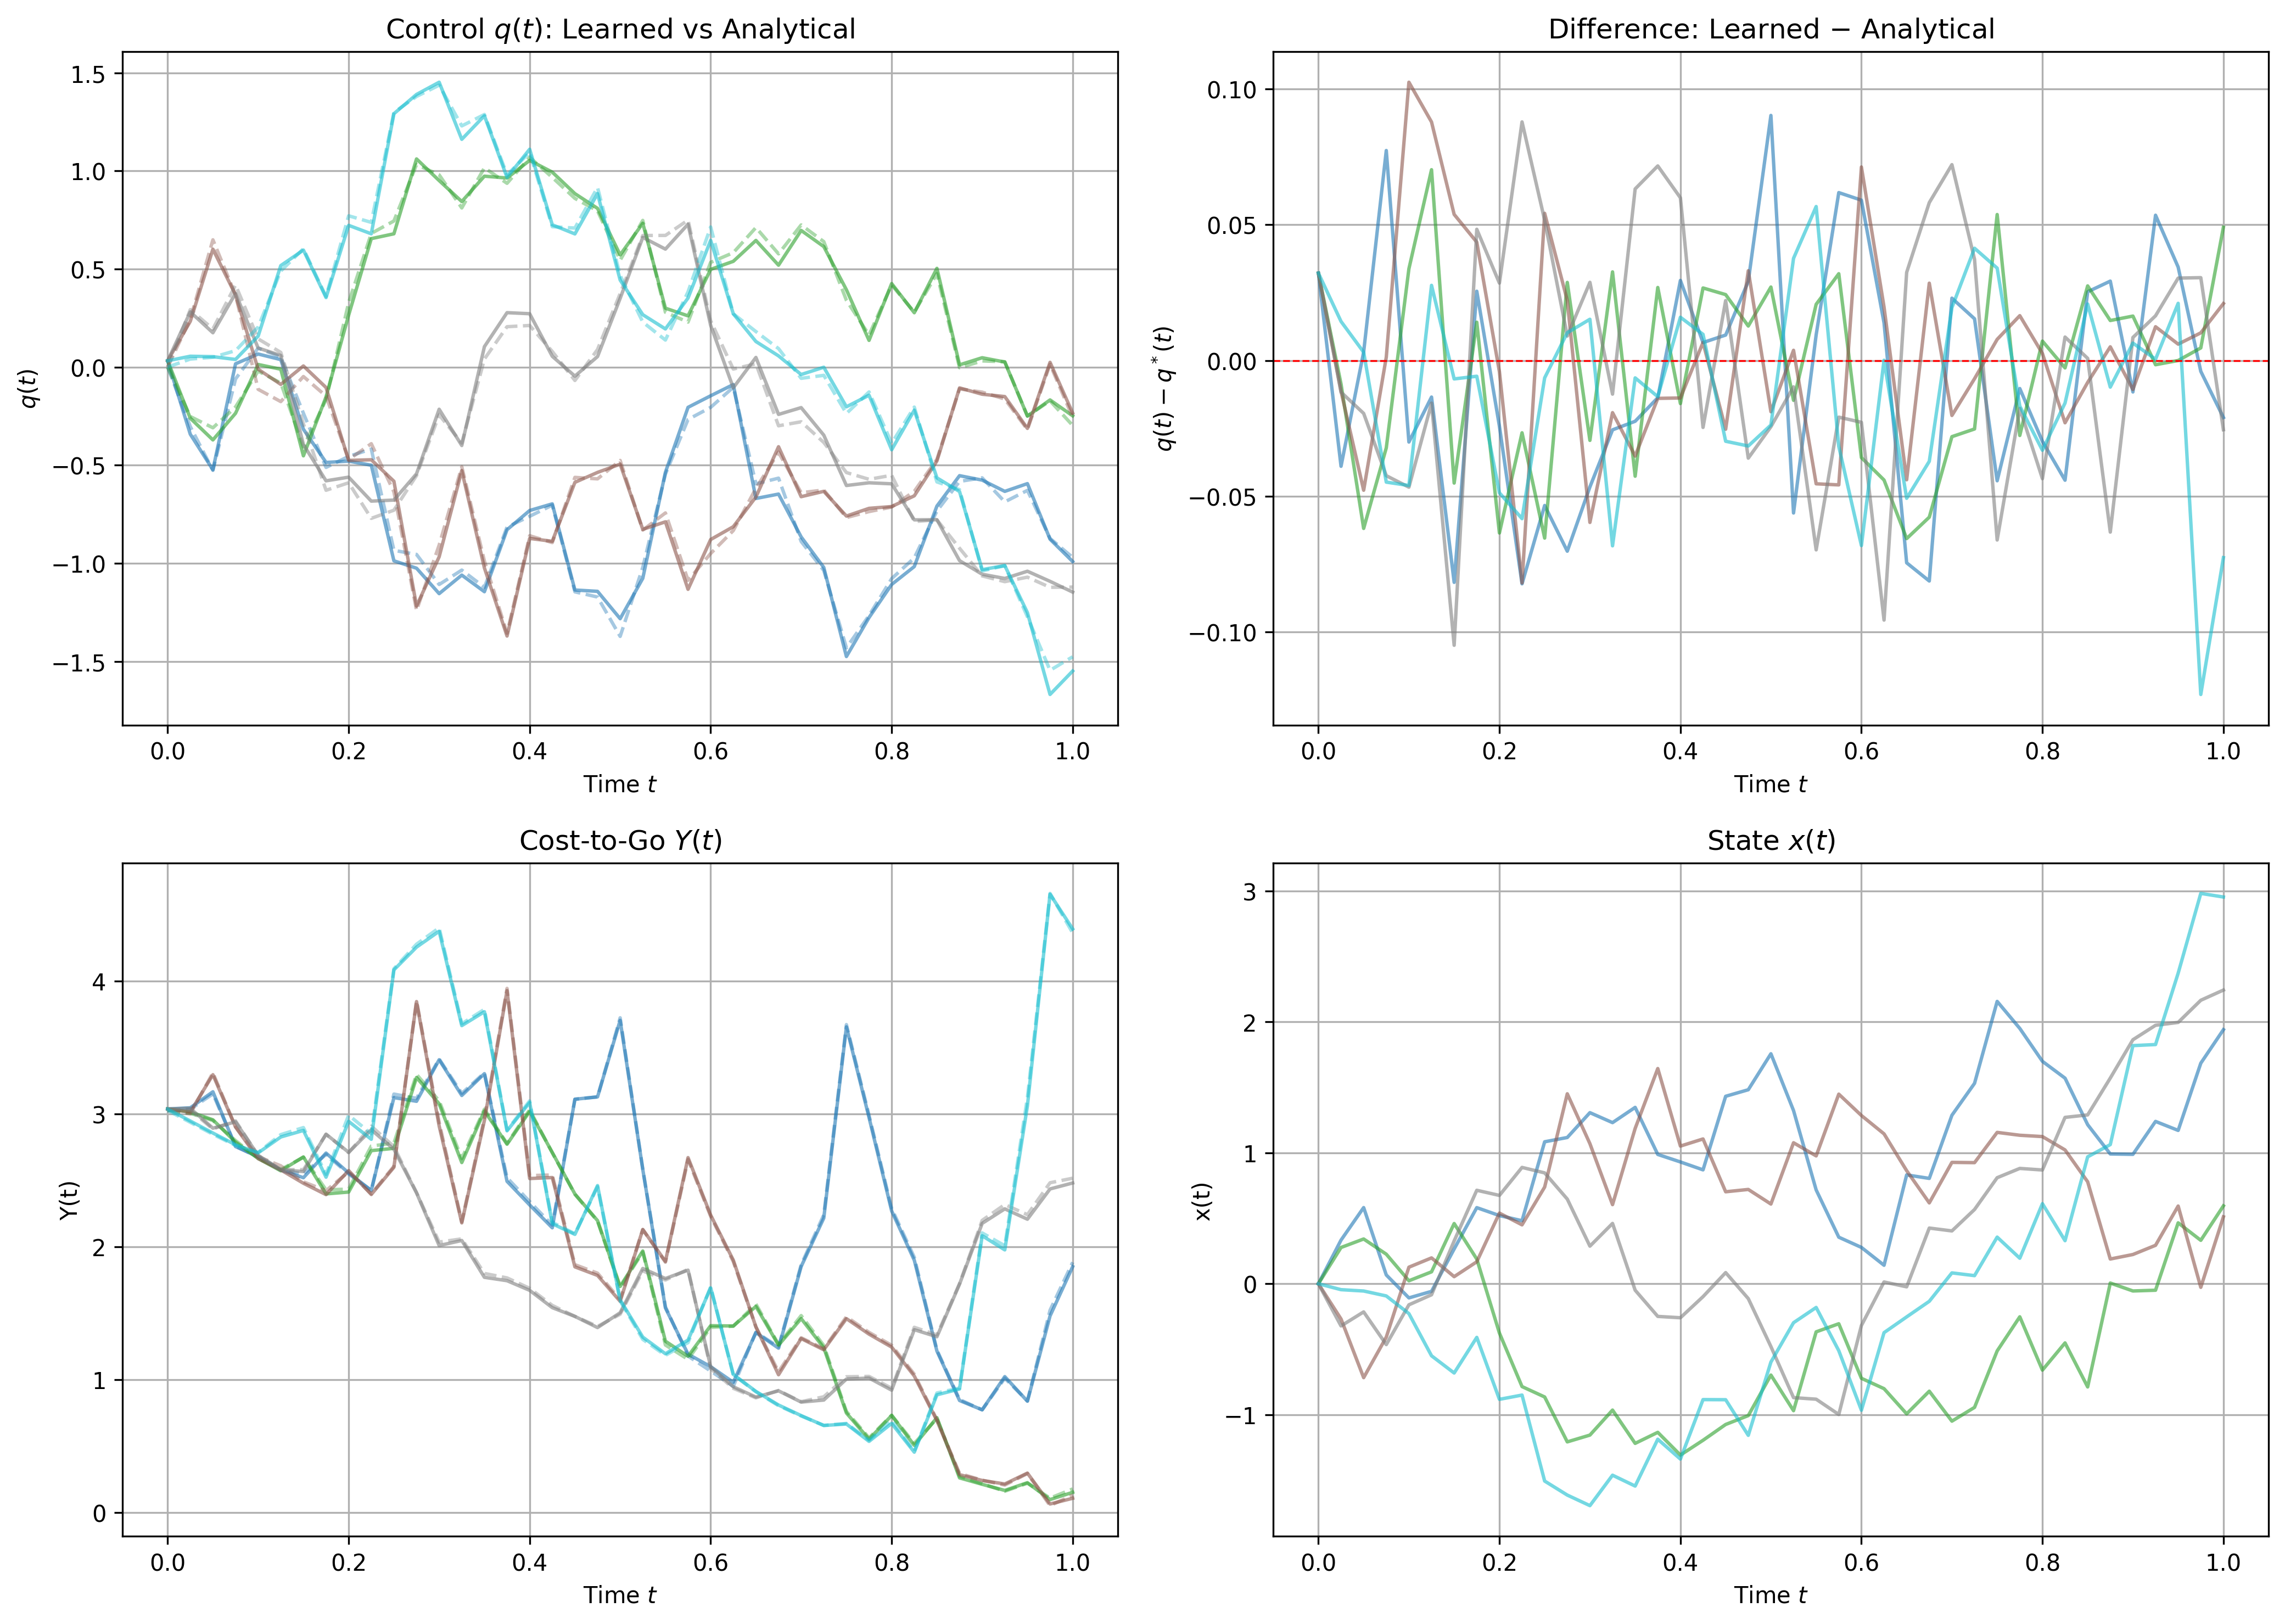 Control q(t): Learned vs Analytical
1.5
1.0
0.5
0.0
−0.5
−1.0
−1.5
q(t)
0.0 0.2 0.4 0.6 0.8 1.0
Time t
Difference: Learned − Analytical
0.10
0.05
0.00
−0.05
−0.10
q(t) − q*(t)
0.0 0.2 0.4 0.6 0.8 1.0
Time t
Cost-to-Go Y(t)
4
3
2
1
0
Y(t)
0.0 0.2 0.4 0.6 0.8 1.0
Time t
State x(t)
3
2
1
0
−1
x(t)
0.0 0.2 0.4 0.6 0.8 1.0
Time t